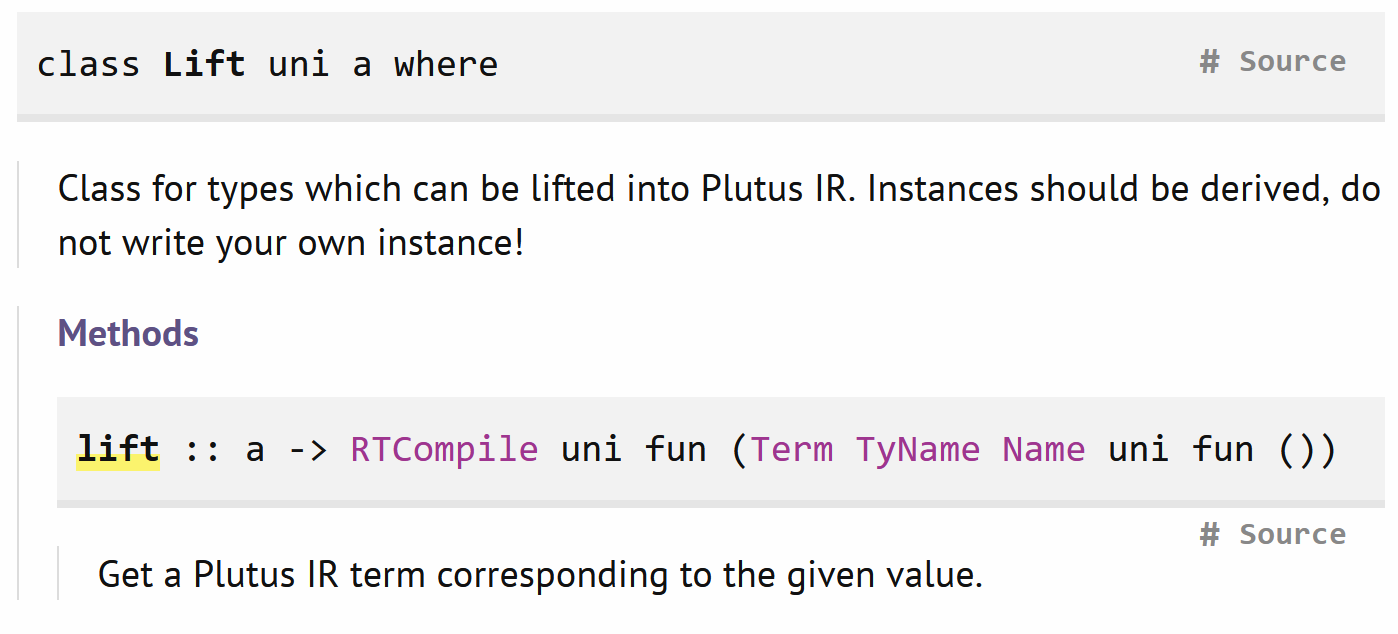 class Lift uni a where # Source
Class for types which can be lifted into Plutus IR. Instances should be derived, do
not write your own instance!
Methods
lift :: a -> RTCompile uni fun (Term TyName Name uni fun ())
# Source
Get a Plutus IR term corresponding to the given value.